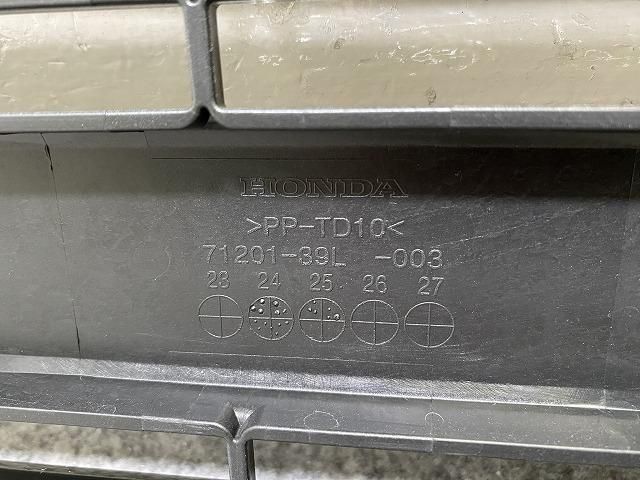 HONDA
>PP-TD10<
71201-39L -003
23 24 25 26 27